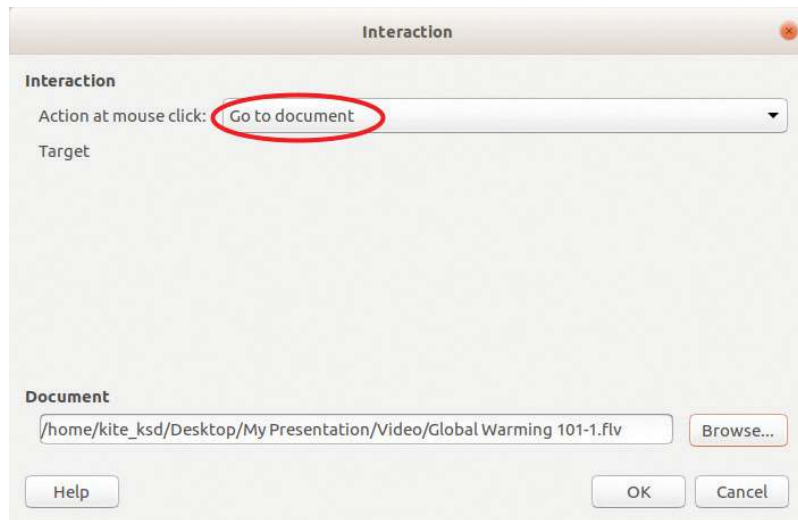 Interaction
Interaction
Action at mouse click: Go to document
Target
Document
/home/kite_ksd/Desktop/My Presentation/Video/Global Warming 101-1.flv Browse...
Help OK Cancel